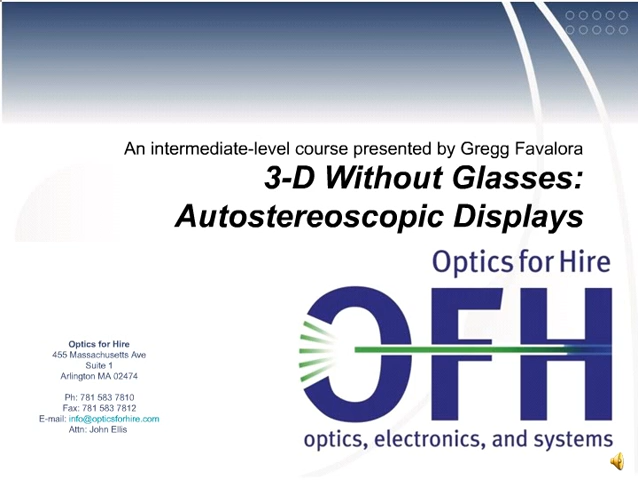 An intermediate-level course presented by Gregg Favalora
3-D Without Glasses:
Autostereoscopic Displays
Optics for Hire
OFH
optics, electronics, and systems
Optics for Hire
455 Massachusetts Ave
Suite 1
Arlington MA 02474
Ph: 781 583 7810
Fax: 781 583 7812
E-mail: info@opticsforhire.com
Attn: John Ellis